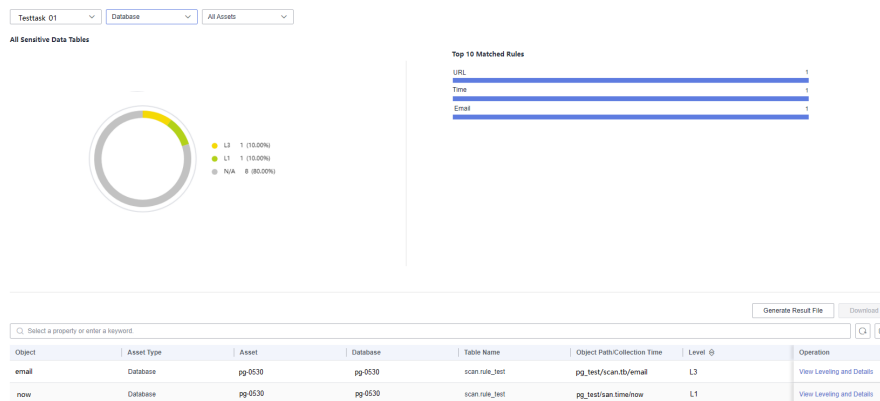 Testtask 01 Database All Assets
All Sensitive Data Tables
Top 10 Matched Rules
URL 1
Time 1
Email 1
L3 1 (10.00%)
L1 1 (10.00%)
N/A 8 (80.00%)
Generate Result File Download
Select a property or enter a keyword
Object Asset Type Asset Database Table Name Object Path/Collection Time Level Operation
email Database pg-0530 pg-0530 scan.rule_test pg_test/scan.tb/email L3 View Leveling and Details
now Database pg-0530 pg-0530 scan.rule_test pg_test/san.time/now L1 View Leveling and Details